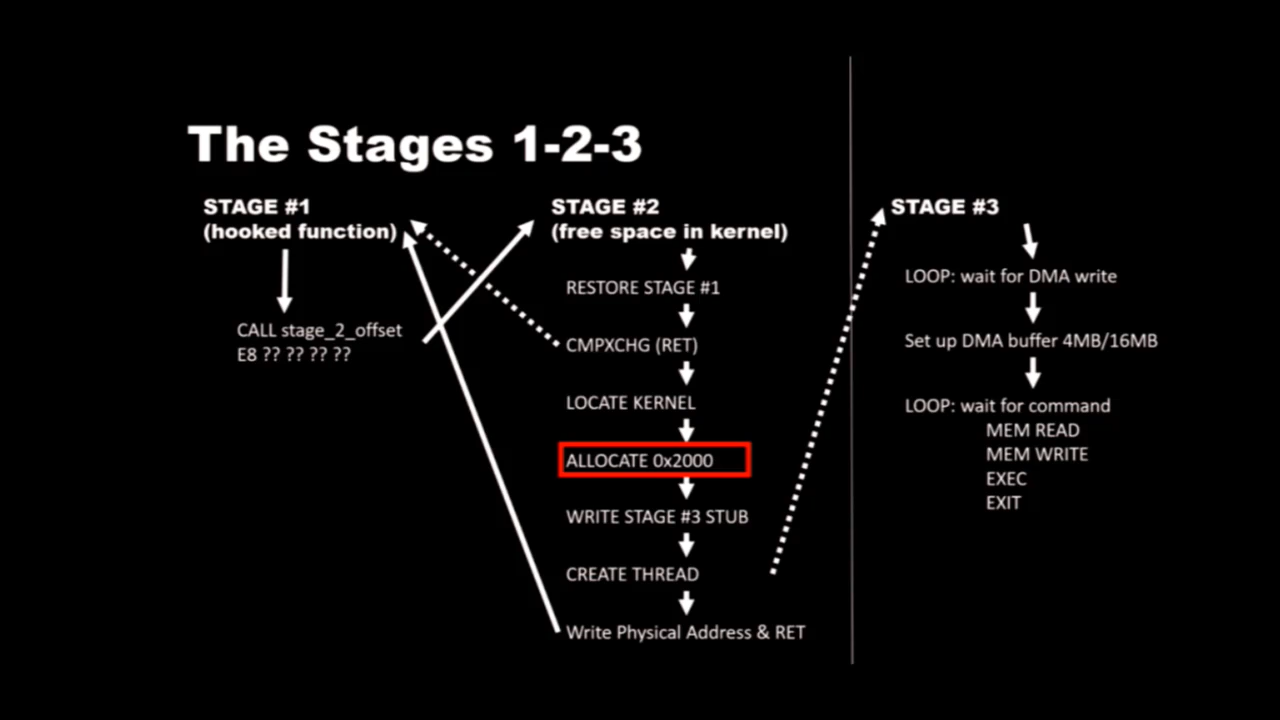 The Stages 1-2-3
STAGE #1
(hooked function)
CALL stage_2_offset
E8 ?? ?? ?? ??
STAGE #2
(free space in kernel)
RESTORE STAGE #1
CMPXCHG (RET)
LOCATE KERNEL
ALLOCATE 0x2000
WRITE STAGE #3 STUB
CREATE THREAD
Write Physical Address & RET
STAGE #3
LOOP: wait for DMA write
Set up DMA buffer 4MB/16MB
LOOP: wait for command
MEM READ
MEM WRITE
EXEC
EXIT